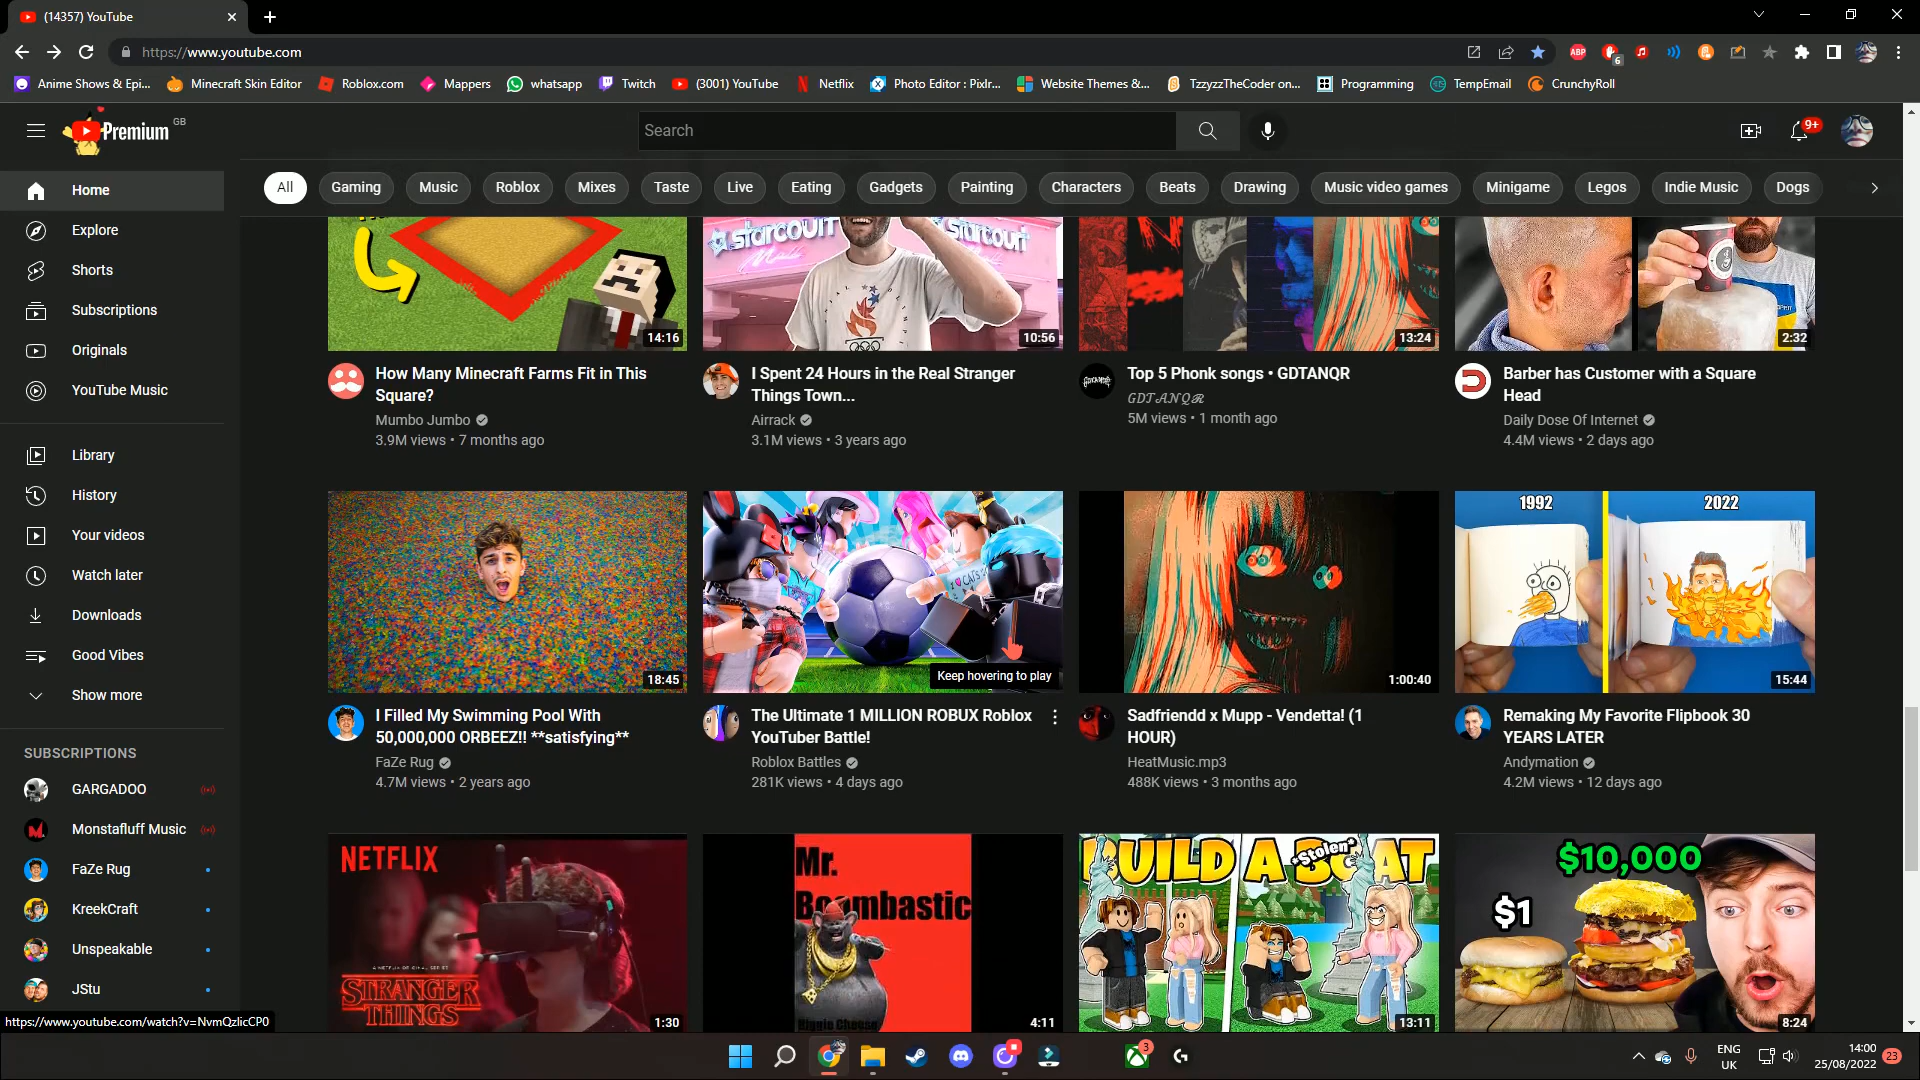 (14357) YouTube
https://www.youtube.com
6
Anime Shows & Epi...
Minecraft Skin Editor
Roblox.com
Mappers
whatsapp
Twitch
(3001) YouTube
Netflix
Photo Editor : Pixlr...
Website Themes &...
TzzyzzTheCoder on...
Programming
TempEmail
CrunchyRoll
Premium GB
Search
9+
All
Gaming
Music
Roblox
Mixes
Taste
Live
Eating
Gadgets
Painting
Characters
Beats
Drawing
Music video games
Minigame
Legos
Indie Music
Dogs
Home
Explore
Shorts
Subscriptions
Originals
YouTube Music
Library
History
Your videos
Watch later
Downloads
Good Vibes
Show more
SUBSCRIPTIONS
GARGADOO
Monstafluff Music
FaZe Rug
KreekCraft
Unspeakable
JStu
https://www.youtube.com/watch?v=NvmQzlicCP0
14:16
How Many Minecraft Farms Fit in This
Square?
Mumbo Jumbo
3.9M views • 7 months ago
starcourt
Starcourt
10:56
I Spent 24 Hours in the Real Stranger
Things Town...
Airrack
3.1M views • 3 years ago
13:24
Top 5 Phonk songs • GDTANQR
GDTANQR
5M views • 1 month ago
2:32
Barber has Customer with a Square
Head
Daily Dose Of Internet
4.4M views • 2 days ago
18:45
I Filled My Swimming Pool With
50,000,000 ORBEEZ!! **satisfying**
FaZe Rug
4.7M views • 2 years ago
I ♥ CATS
Keep hovering to play
The Ultimate 1 MILLION ROBUX Roblox
YouTuber Battle!
Roblox Battles
281K views • 4 days ago
1:00:40
Sadfriendd x Mupp - Vendetta! (1
HOUR)
HeatMusic.mp3
488K views • 3 months ago
1992
2022
15:44
Remaking My Favorite Flipbook 30
YEARS LATER
Andymation
4.2M views • 12 days ago
NETFLIX
A NETFLIX ORIGINAL SERIES
STRANGER
THINGS
1:30
Mr.
Boombastic
Biggie Cheese
4:11
BUILD A BOAT
*Stolen*
13:11
$10,000
$1
8:24
3
ENG
UK
14:00
25/08/2022
23